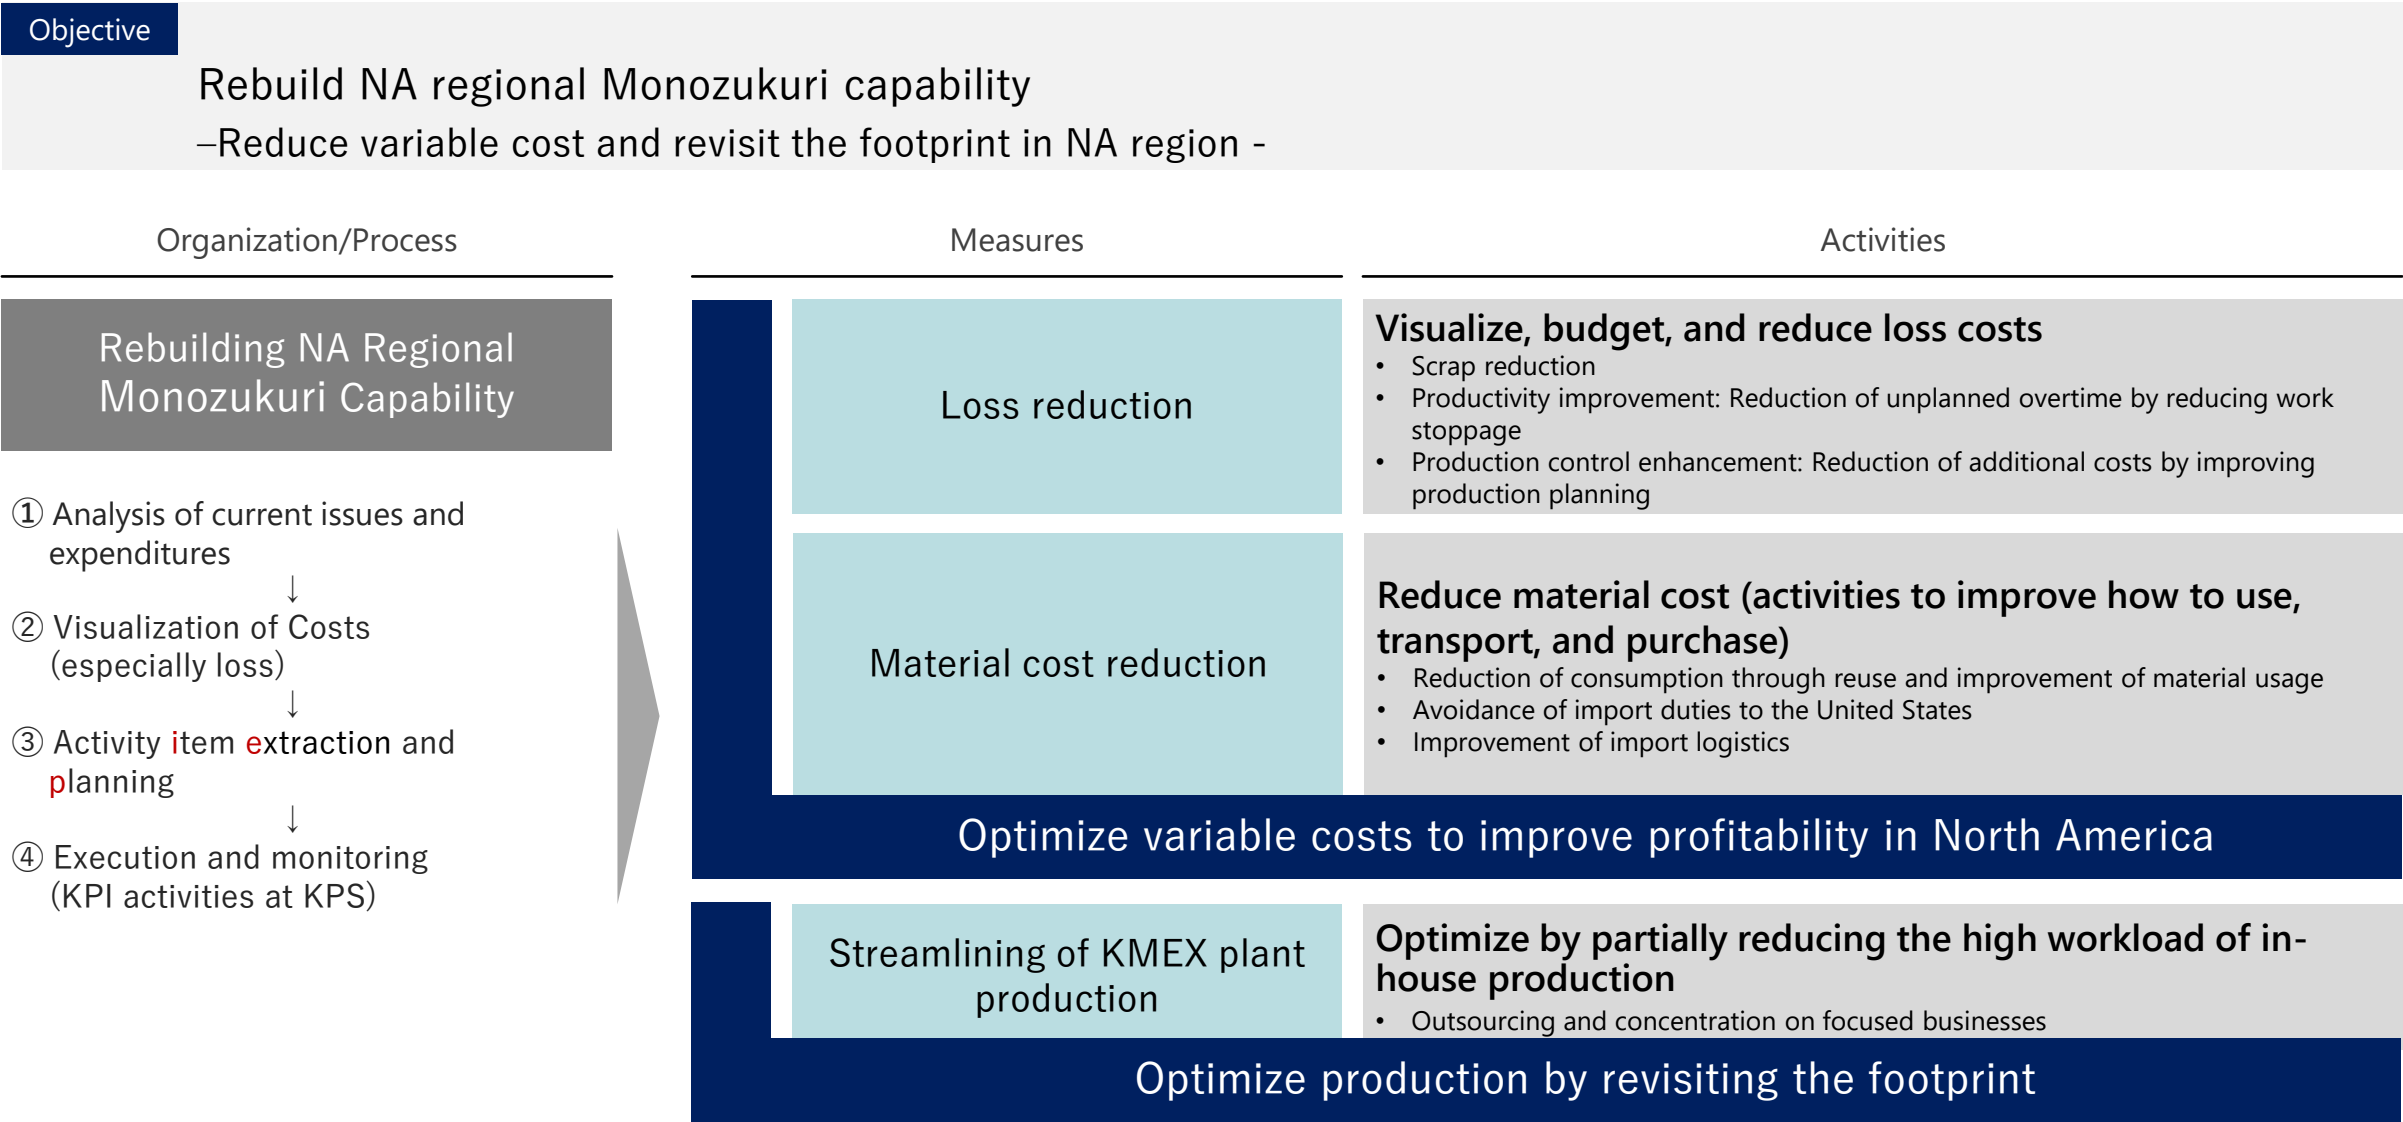 Objective
Rebuild NA regional Monozukuri capability
–Reduce variable cost and revisit the footprint in NA region -
Organization/Process
Measures
Activities
Rebuilding NA Regional
Monozukuri Capability
① Analysis of current issues and
expenditures
↓
② Visualization of Costs
(especially loss)
↓
③ Activity item extraction and
planning
↓
④ Execution and monitoring
(KPI activities at KPS)
Loss reduction
Visualize, budget, and reduce loss costs
• Scrap reduction
• Productivity improvement: Reduction of unplanned overtime by reducing work
stoppage
• Production control enhancement: Reduction of additional costs by improving
production planning
Material cost reduction
Reduce material cost (activities to improve how to use,
transport, and purchase)
• Reduction of consumption through reuse and improvement of material usage
• Avoidance of import duties to the United States
• Improvement of import logistics
Optimize variable costs to improve profitability in North America
Streamlining of KMEX plant
production
Optimize by partially reducing the high workload of in-
house production
• Outsourcing and concentration on focused businesses
Optimize production by revisiting the footprint